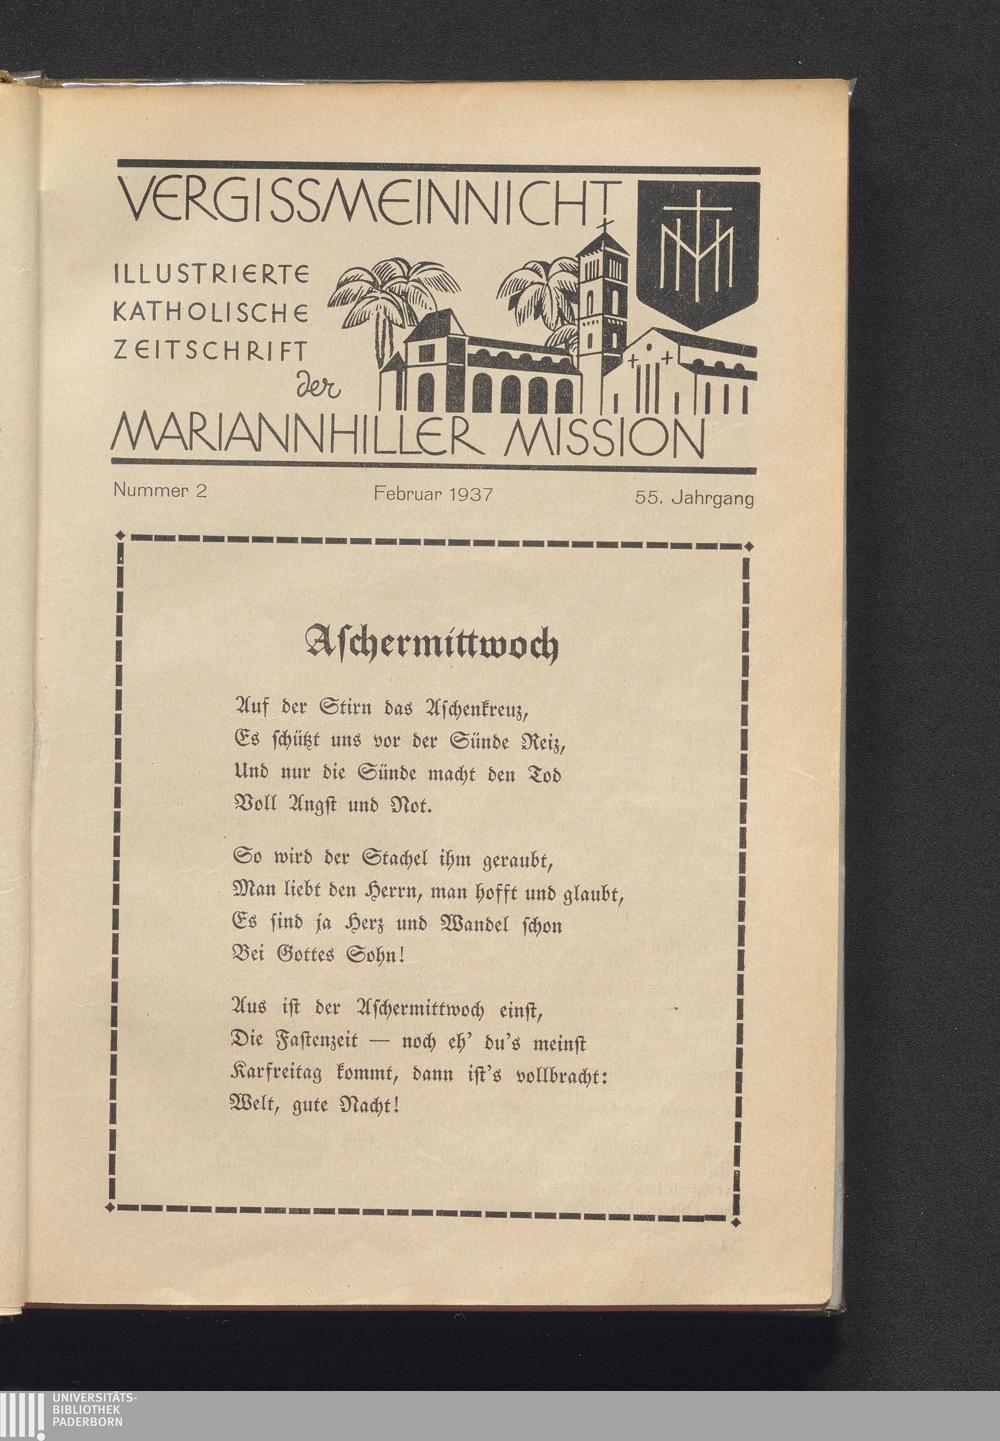 VERGISSMEINNICHT
ILLUSTRIERTE
KATHOLISCHE
ZEITSCHRIFT
der
MARIANNHILLER MISSION
Nummer 2 Februar 1937 55. Jahrgang
Aschermittwoch
Auf der Stirn das Aschenkreuz,
Es schützt uns vor der Sünde Reiz,
Und nur die Sünde macht den Tod
Voll Angst und Not.
So wird der Stachel ihm geraubt,
Man liebt den Herrn, man hofft und glaubt,
Es sind ja Herz und Wandel schon
Bei Gottes Sohn!
Aus ist der Aschermittwoch einst,
Die Fastenzeit — noch eh' du's meinst
Karfreitag kommt, dann ist's vollbracht:
Welt, gute Nacht!
UNIVERSITÄTS-
BIBLIOTHEK
PADERBORN